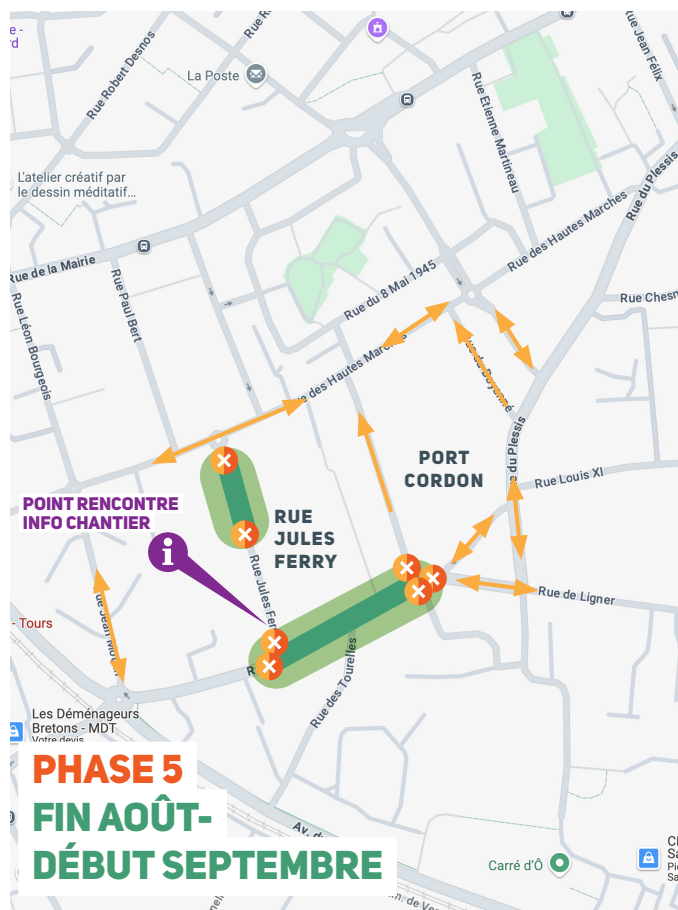 Rue Robert Desnos
La Poste
Rue Jean Félix
Rue Etienne Martineau
L'atelier créatif par
le dessin méditatif...
Rue du Plessis
Rue des Hautes Marches
Rue de la Mairie
Rue du 8 Mai 1945
Rue Chesn
Rue Paul Bert
Rue Léon Bourgeois
e des Hautes Marches
PORT
CORDON
e du Plessis
Rue Louis XI
POINT RENCONTRE
INFO CHANTIER
RUE
JULES
FERRY
Rue Jules Fer
Rue de Ligner
- Tours
Rue des Tourelles
Les Déménageurs
Bretons - MDT
Votre devis
PHASE 5
FIN AOÛT-
DÉBUT SEPTEMBRE
Carré d'Ô